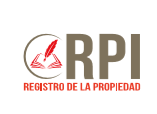 RPI
REGISTRO DE LA PROPIEDAD